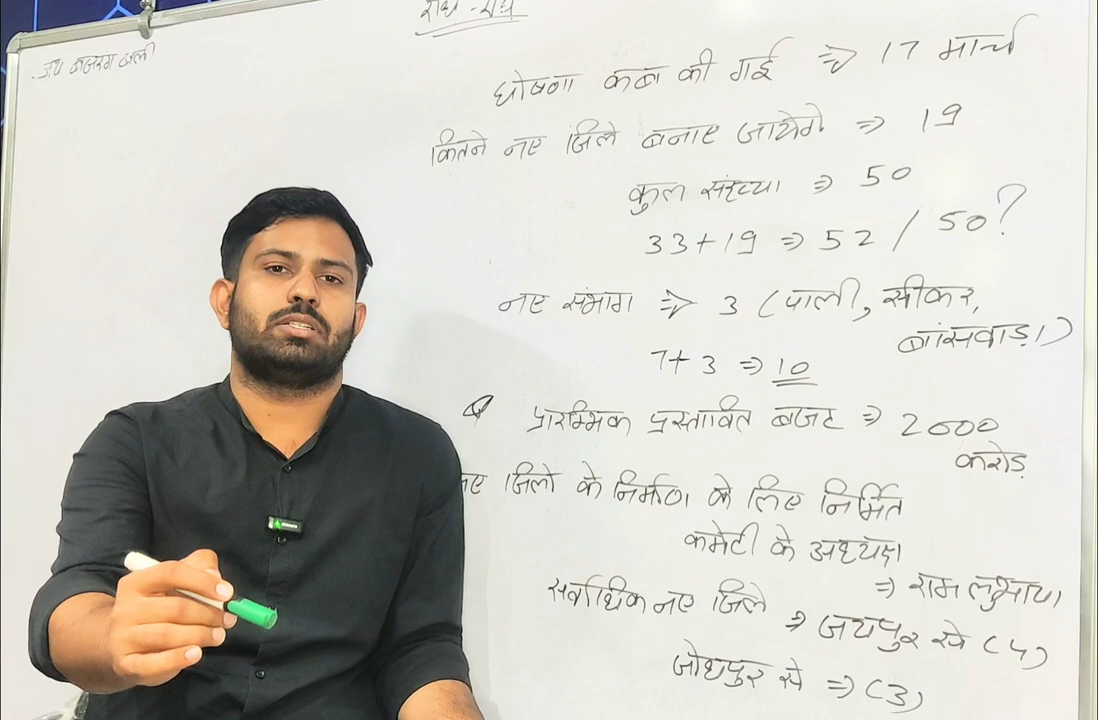 राधे - राधे
जय बजरंग बली
घोषणा कब की गई ⇒ 17 मार्च
कितने नए जिले बनाए जायेगे ⇒ 19
कुल संख्या ⇒ 50
33+19 ⇒ 52 / 50?
नए संभाग ⇒ 3 (पाली, सीकर,
बांसवाड़ा)
7+3 ⇒ 10
प्रारम्भिक प्रस्तावित बजट ⇒ 2000
करोड़
नए जिलो के निर्माण के लिए निर्मित
कमेटी के अध्यक्ष
⇒ राम लुभाया
सर्वाधिक नए जिले
⇒ जयपुर से (4)
जोधपुर से ⇒ (3)